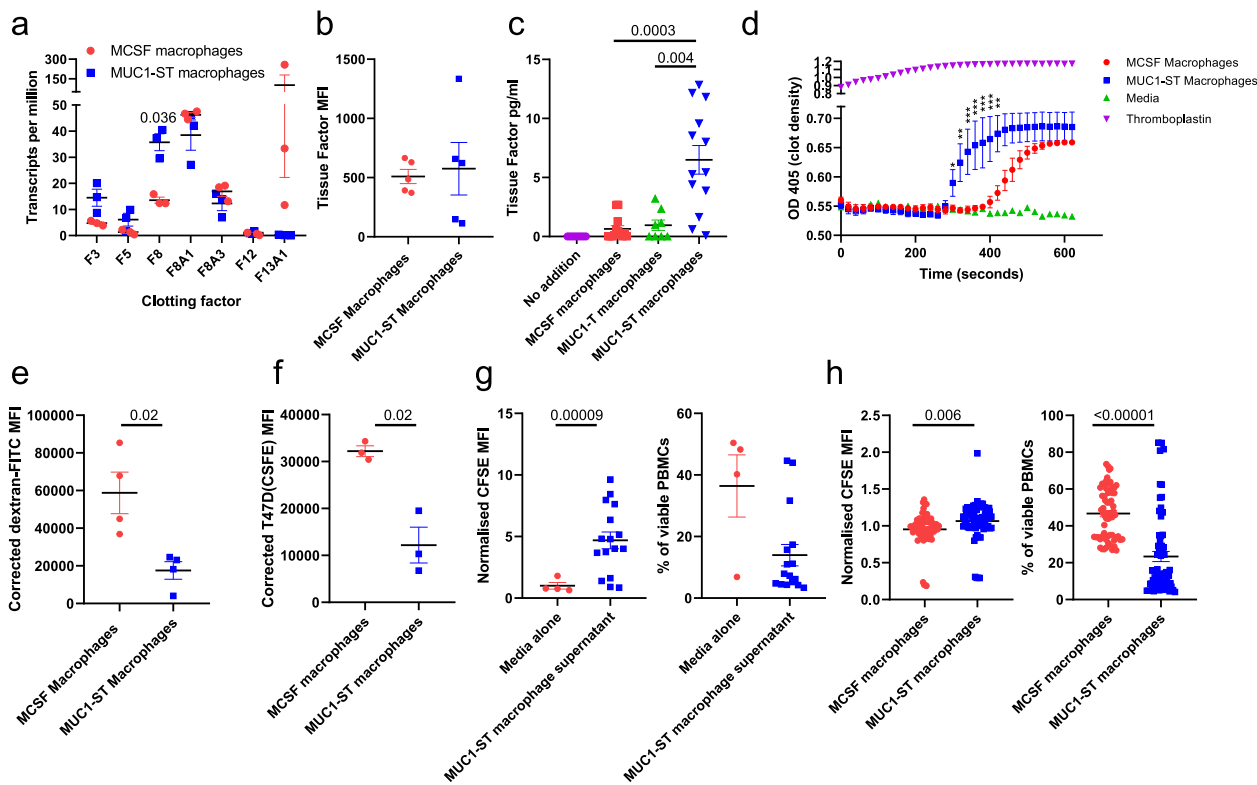 a
Transcripts per million
300
150
50
40
30
20
10
0
MCSF macrophages
MUC1-ST macrophages
0.036
F3
F5
F8
F8A1
F8A3
F12
F13A1
Clotting factor
b
Tissue Factor MFI
1500
1000
500
0
MCSF Macrophages
MUC1-ST Macrophages
c
Tissue Factor pg/ml
15
10
5
0
0.0003
0.004
No addition
MCSF macrophages
MUC1-T macrophages
MUC1-ST macrophages
d
OD 405 (clot density)
1.2
1.1
1.0
0.9
0.8
0.70
0.65
0.60
0.55
0.50
*
**
***
***
***
***
**
0
200
400
600
Time (seconds)
MCSF Macrophages
MUC1-ST Macrophages
Media
Thromboplastin
e
Corrected dextran-FITC MFI
100000
80000
60000
40000
20000
0
0.02
MCSF Macrophages
MUC1-ST Macrophages
f
Corrected T47D(CSFE) MFI
40000
30000
20000
10000
0
0.02
MCSF macrophages
MUC1-ST macrophages
g
Normalised CFSE MFI
15
10
5
0
0.00009
Media alone
MUC1-ST macrophage supernatant
% of viable PBMCs
60
40
20
0
Media alone
MUC1-ST macrophage supernatant
h
Normalised CFSE MFI
2.5
2.0
1.5
1.0
0.5
0.0
0.006
MCSF macrophages
MUC1-ST macrophages
% of viable PBMCs
100
80
60
40
20
0
<0.00001
MCSF macrophages
MUC1-ST macrophages